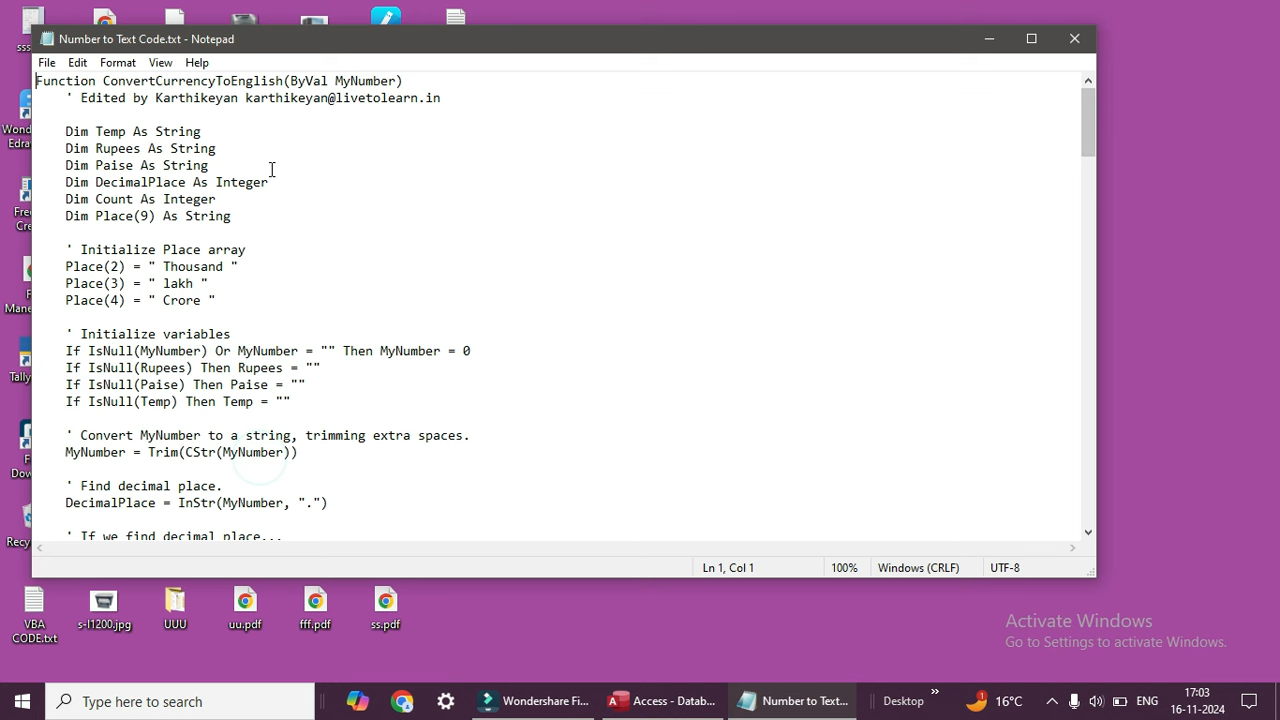 Number to Text Code.txt - Notepad
File Edit Format View Help
Function ConvertCurrencyToEnglish(ByVal MyNumber)
' Edited by Karthikeyan karthikeyan@livetolearn.in
Dim Temp As String
Dim Rupees As String
Dim Paise As String
Dim DecimalPlace As Integer
Dim Count As Integer
Dim Place(9) As String
' Initialize Place array
Place(2) = " Thousand "
Place(3) = " lakh "
Place(4) = " Crore "
' Initialize variables
If IsNull(MyNumber) Or MyNumber = "" Then MyNumber = 0
If IsNull(Rupees) Then Rupees = ""
If IsNull(Paise) Then Paise = ""
If IsNull(Temp) Then Temp = ""
' Convert MyNumber to a string, trimming extra spaces.
MyNumber = Trim(CStr(MyNumber))
' Find decimal place.
DecimalPlace = InStr(MyNumber, ".")
' If we find decimal place...
Ln 1, Col 1 100% Windows (CRLF) UTF-8
VBA CODE.txt
s-l1200.jpg
UUU
uu.pdf
fff.pdf
ss.pdf
Activate Windows
Go to Settings to activate Windows.
Type here to search
Wondershare Fi...
Access - Datab...
Number to Text...
Desktop
16°C
ENG
17:03
16-11-2024